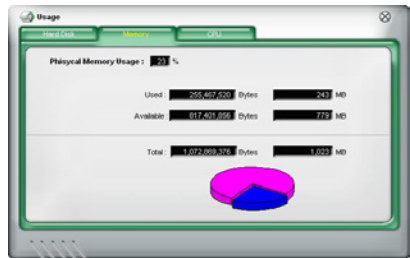 Usage
Hard Disk Memory CPU
Phisycal Memory Usage : 23 %
Used : 255,467,520 Bytes 243 MB
Available : 817,401,856 Bytes 779 MB
Total : 1,072,869,376 Bytes 1,023 MB